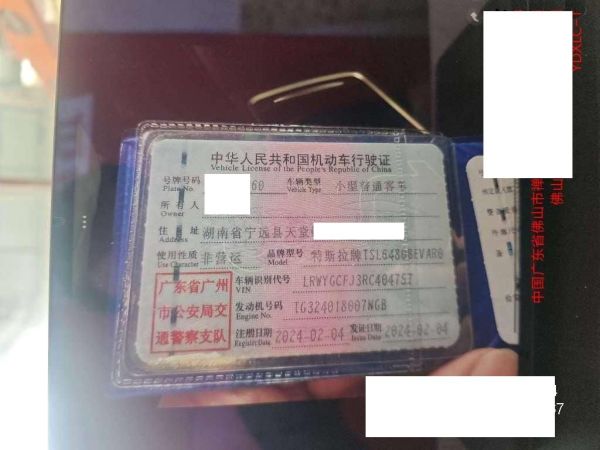 中华人民共和国机动车行驶证
Vehicle License of the People's Republic of China
号牌号码 60 车辆类型 小型普通客车
Plate No. Vehicle Type
所有人
Owner
住址 湖南省宁远县天堂
Address
使用性质 非营运 品牌型号 特斯拉牌TSL6480BEVAR0
Use Character Model
广东省广州
市公安局交
通警察支队
车辆识别代号 LRWYGCFJ3RC404757
VIN
发动机号码 TG324018007NGB
Engine No.
注册日期 2024-02-04 发证日期 2024-02-04
Register Date Issue Date
中国广东省佛山市禅
佛山
YDXLC-1